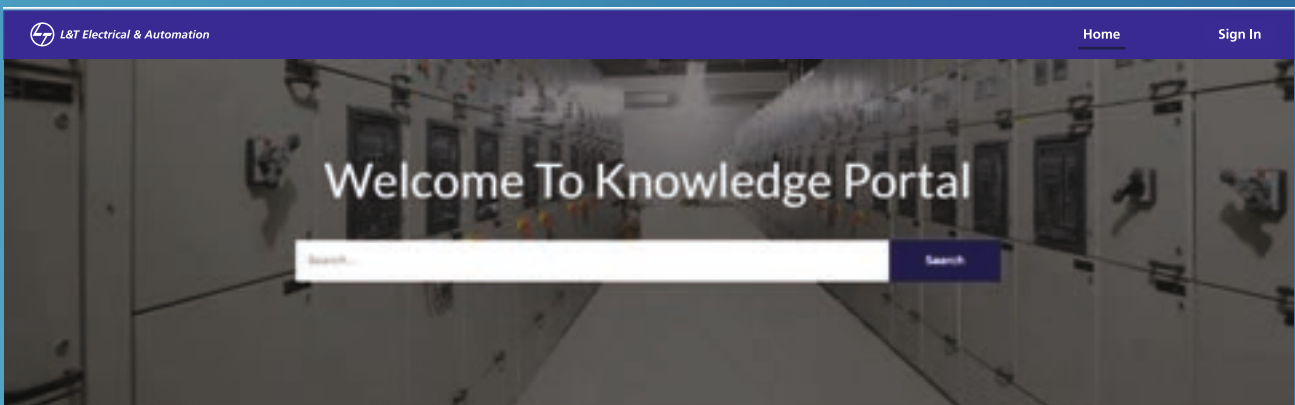 L&T Electrical & Automation
Home
Sign In
Welcome To Knowledge Portal
Search...
Search